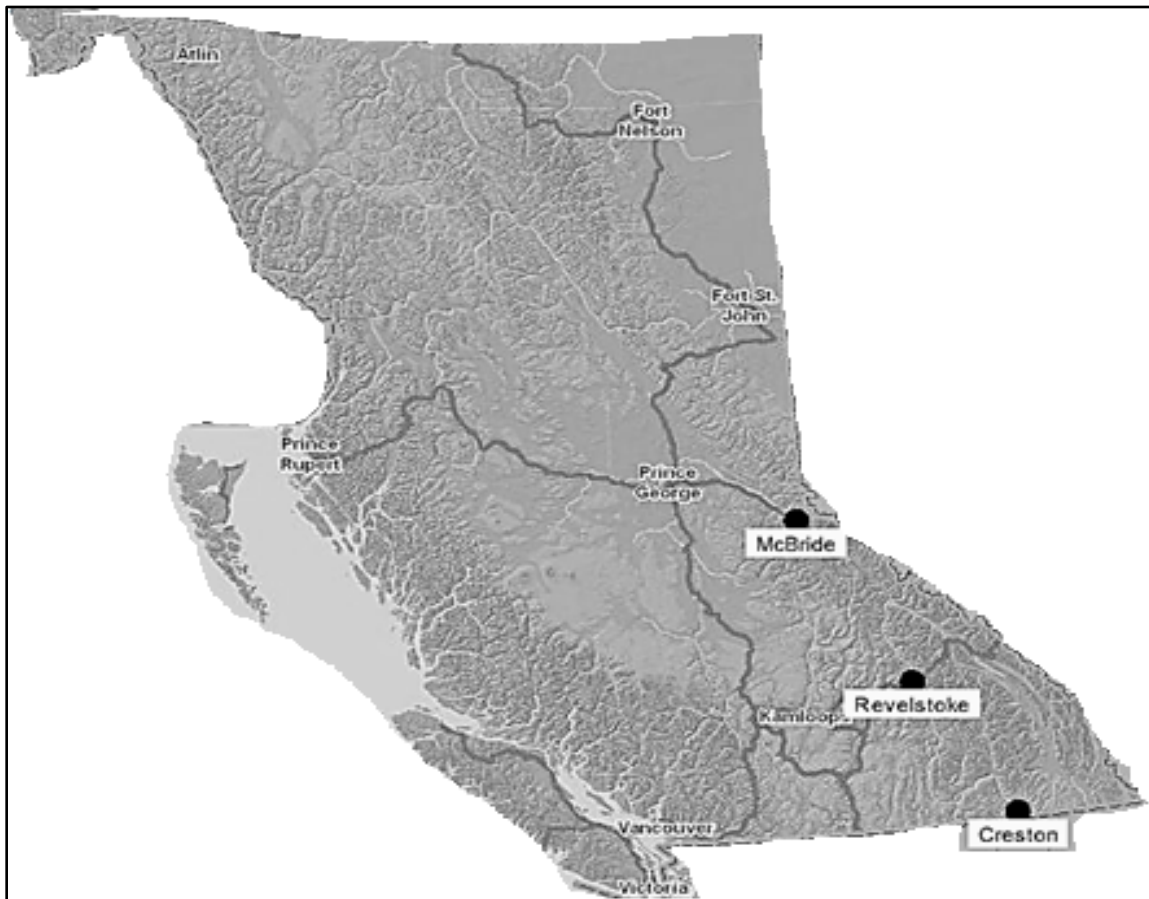 Atlin
Fort
Nelson
Fort St.
John
Prince
Rupert
Prince
George
McBride
Revelstoke
Kamloops
Creston
Vancouver
Victoria